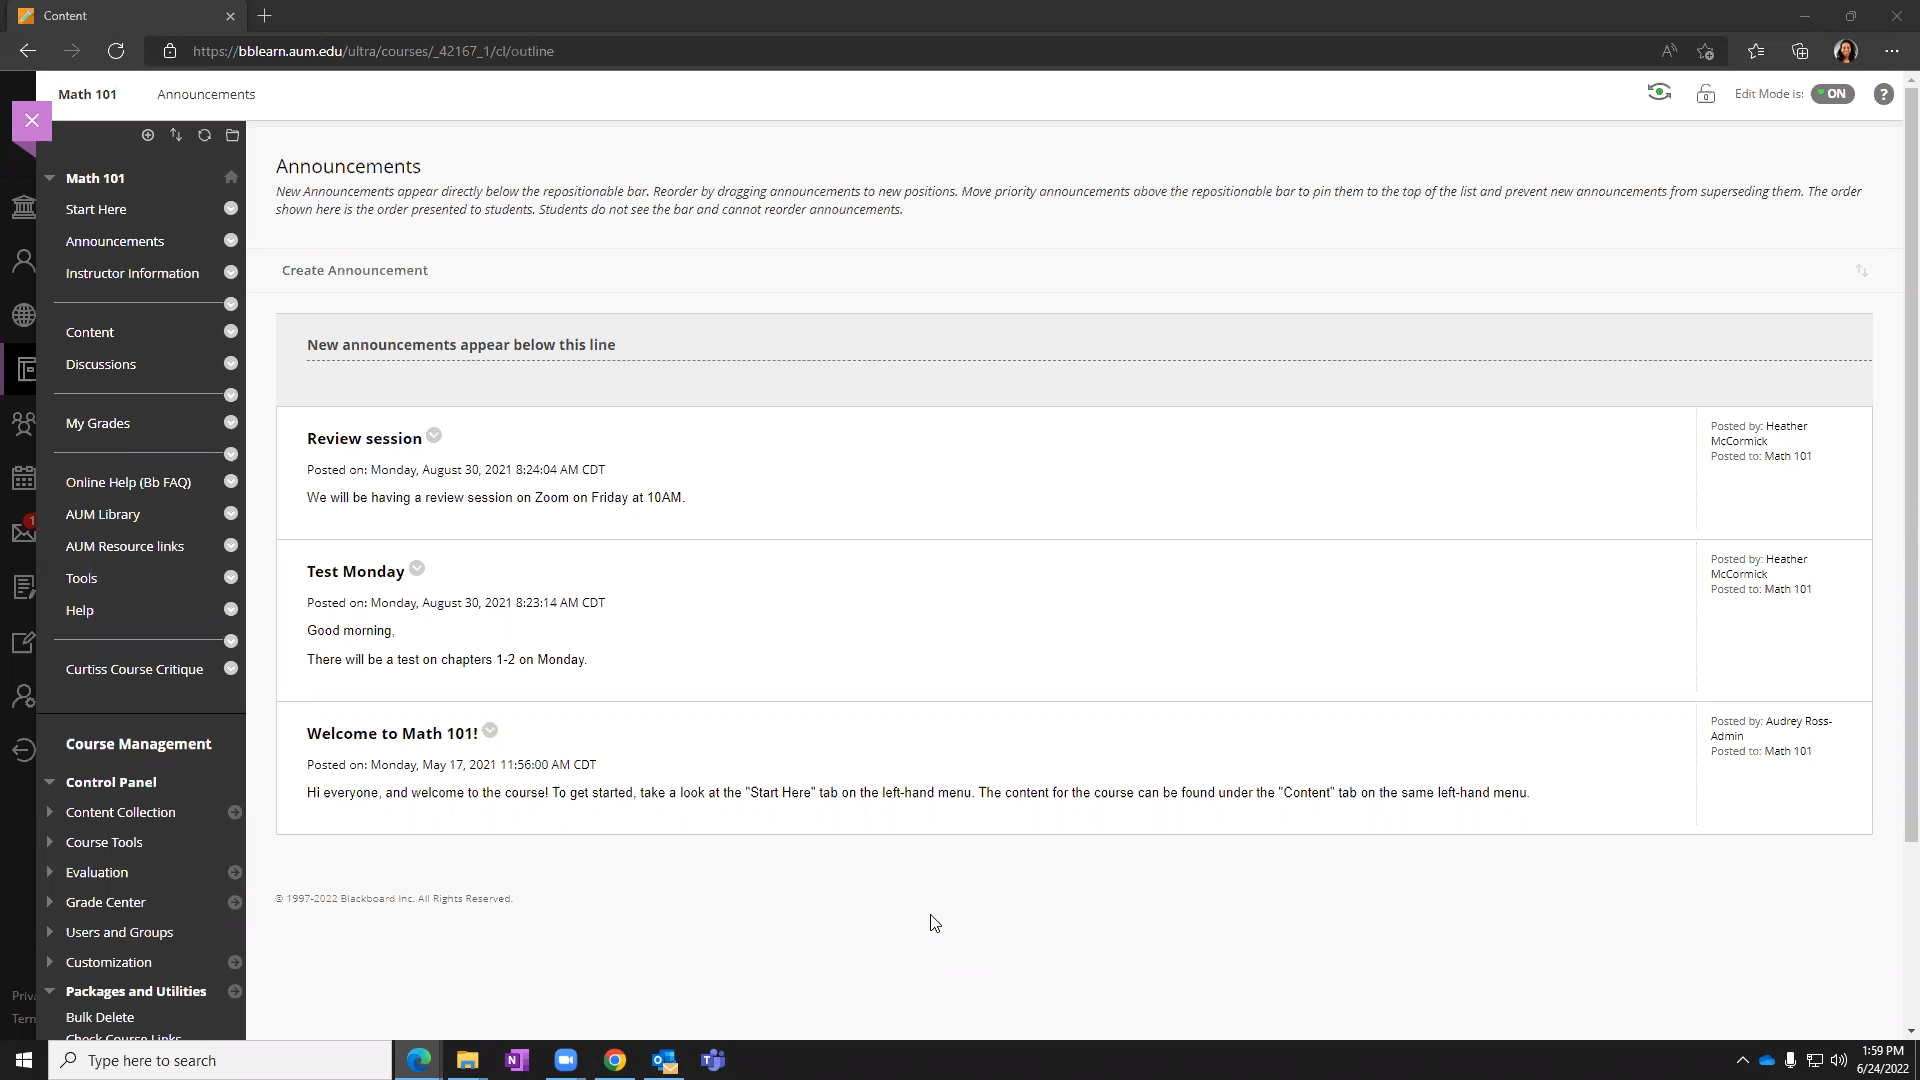 Content
https://bblearn.aum.edu/ultra/courses/_42167_1/cl/outline
Math 101
Announcements
Edit Mode is:
ON
?
Math 101
Start Here
Announcements
Instructor Information
Content
Discussions
My Grades
Online Help (Bb FAQ)
AUM Library
AUM Resource links
Tools
Help
Curtiss Course Critique
Course Management
Control Panel
Content Collection
Course Tools
Evaluation
Grade Center
Users and Groups
Customization
Packages and Utilities
Bulk Delete
Check Course Links
1
Priva
Term
Announcements
New Announcements appear directly below the repositionable bar. Reorder by dragging announcements to new positions. Move priority announcements above the repositionable bar to pin them to the top of the list and prevent new announcements from superseding them. The order
shown here is the order presented to students. Students do not see the bar and cannot reorder announcements.
Create Announcement
New announcements appear below this line
Review session
Posted on: Monday, August 30, 2021 8:24:04 AM CDT
We will be having a review session on Zoom on Friday at 10AM.
Posted by: Heather
McCormick
Posted to: Math 101
Test Monday
Posted on: Monday, August 30, 2021 8:23:14 AM CDT
Good morning,
There will be a test on chapters 1-2 on Monday.
Posted by: Heather
McCormick
Posted to: Math 101
Welcome to Math 101!
Posted on: Monday, May 17, 2021 11:56:00 AM CDT
Hi everyone, and welcome to the course! To get started, take a look at the "Start Here" tab on the left-hand menu. The content for the course can be found under the "Content" tab on the same left-hand menu.
Posted by: Audrey Ross-
Admin
Posted to: Math 101
© 1997-2022 Blackboard Inc. All Rights Reserved.
Type here to search
1:59 PM
6/24/2022